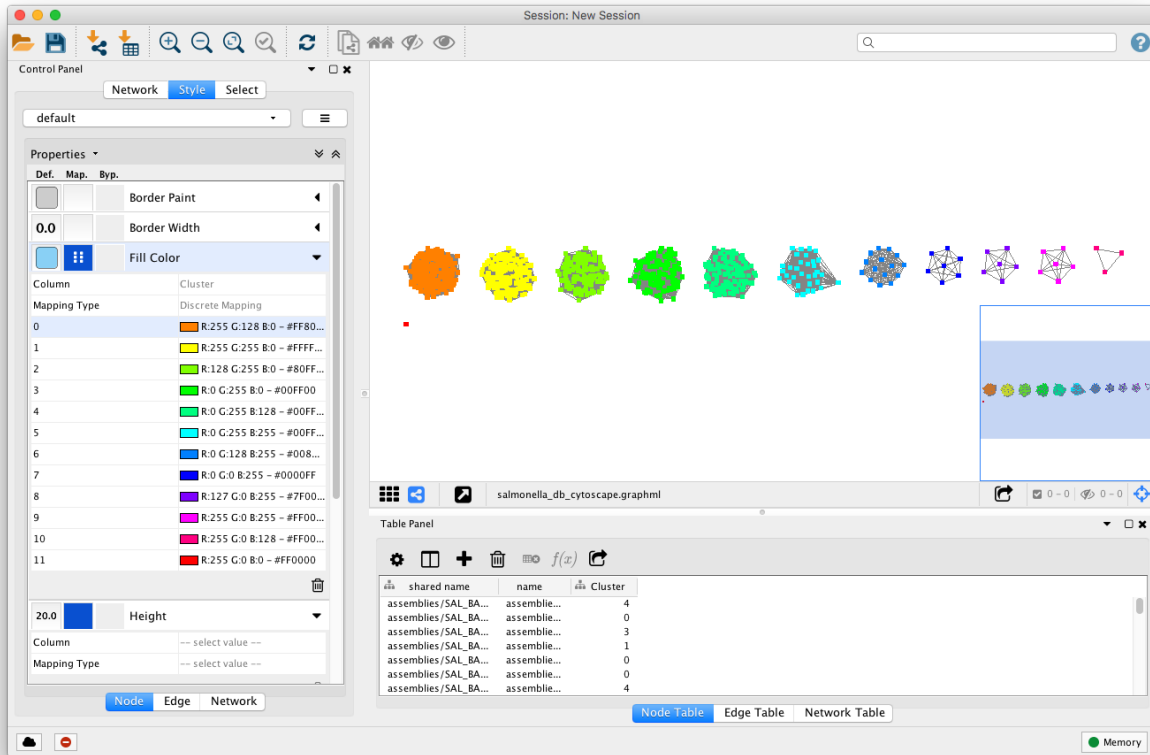 Session: New Session
Control Panel
Network Style Select
default
Properties
Def. Map. Byp.
Border Paint
0.0 Border Width
Fill Color
Column Cluster
Mapping Type Discrete Mapping
0 R:255 G:128 B:0 - #FF80...
1 R:255 G:255 B:0 - #FFFF...
2 R:128 G:255 B:0 - #80FF...
3 R:0 G:255 B:0 - #00FF00
4 R:0 G:255 B:128 - #00FF...
5 R:0 G:255 B:255 - #00FF...
6 R:0 G:128 B:255 - #008...
7 R:0 G:0 B:255 - #0000FF
8 R:127 G:0 B:255 - #7F00...
9 R:255 G:0 B:255 - #FF00...
10 R:255 G:0 B:128 - #FF00...
11 R:255 G:0 B:0 - #FF0000
20.0 Height
Column -- select value --
Mapping Type -- select value --
Node Edge Network
salmonella_db_cytoscape.graphml
0 - 0 0 - 0
Table Panel
f(x)
shared name name Cluster
assemblies/SAL_BA... assemblie... 4
assemblies/SAL_BA... assemblie... 0
assemblies/SAL_BA... assemblie... 3
assemblies/SAL_BA... assemblie... 1
assemblies/SAL_BA... assemblie... 0
assemblies/SAL_BA... assemblie... 0
assemblies/SAL_BA... assemblie... 4
Node Table Edge Table Network Table
Memory